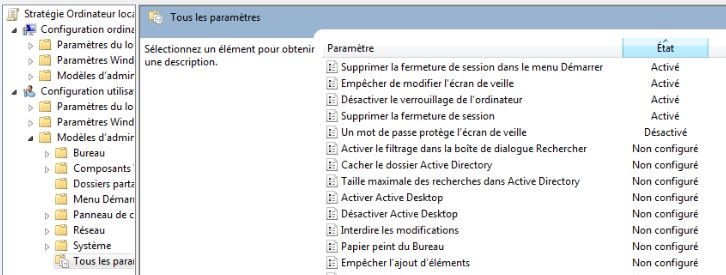 Stratégie Ordinateur loca
Configuration ordina
Paramètres du lo
Paramètres Wind
Modèles d'admi
Configuration utilisat
Paramètres du lo
Paramètres Wind
Modèles d'admin
Bureau
Composants
Dossiers parta
Menu Démarr
Panneau de c
Réseau
Système
Tous les para
Tous les paramètres
Sélectionnez un élément pour obtenir
une description.
Paramètre État
Supprimer la fermeture de session dans le menu Démarrer Activé
Empêcher de modifier l'écran de veille Activé
Désactiver le verrouillage de l'ordinateur Activé
Supprimer la fermeture de session Activé
Un mot de passe protège l'écran de veille Désactivé
Activer le filtrage dans la boîte de dialogue Rechercher Non configuré
Cacher le dossier Active Directory Non configuré
Taille maximale des recherches dans Active Directory Non configuré
Activer Active Desktop Non configuré
Désactiver Active Desktop Non configuré
Interdire les modifications Non configuré
Papier peint du Bureau Non configuré
Empêcher l'ajout d'éléments Non configuré